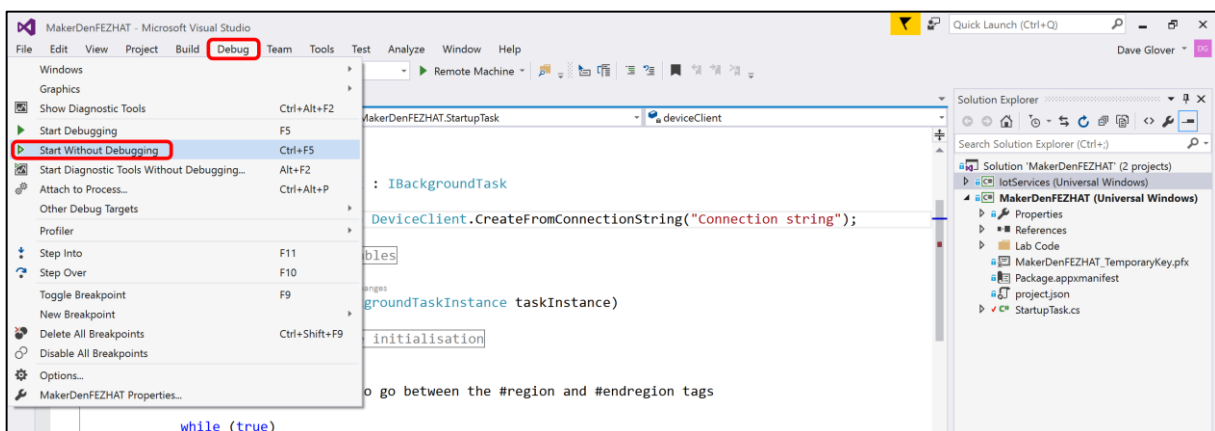 MakerDenFEZHAT - Microsoft Visual Studio
Quick Launch (Ctrl+Q)
File Edit View Project Build Debug Team Tools Test Analyze Window Help
Dave Glover DG
Windows
Graphics
Show Diagnostic Tools Ctrl+Alt+F2
Start Debugging F5
Start Without Debugging Ctrl+F5
Start Diagnostic Tools Without Debugging... Alt+F2
Attach to Process... Ctrl+Alt+P
Other Debug Targets
Profiler
Step Into F11
Step Over F10
Toggle Breakpoint F9
New Breakpoint
Delete All Breakpoints Ctrl+Shift+F9
Disable All Breakpoints
Options...
MakerDenFEZHAT Properties...
Remote Machine
MakerDenFEZHAT.StartupTask
deviceClient
: IBackgroundTask
DeviceClient.CreateFromConnectionString("Connection string");
bles
anges
groundTaskInstance taskInstance)
initialisation
o go between the #region and #endregion tags
while (true)
Solution Explorer
Search Solution Explorer (Ctrl+;)
Solution 'MakerDenFEZHAT' (2 projects)
C# IotServices (Universal Windows)
C# MakerDenFEZHAT (Universal Windows)
Properties
References
Lab Code
MakerDenFEZHAT_TemporaryKey.pfx
Package.appxmanifest
project.json
C# StartupTask.cs